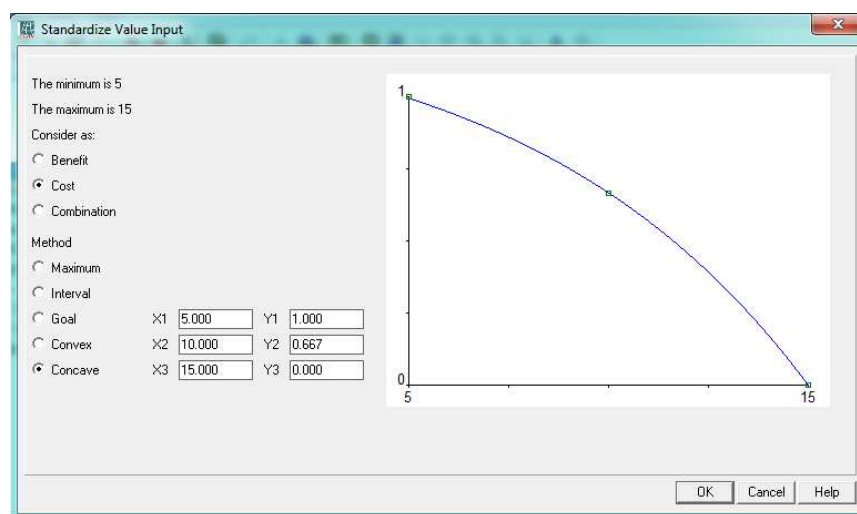 Standardize Value Input
The minimum is 5
The maximum is 15
Consider as:
Benefit
Cost
Combination
Method
Maximum
Interval
Goal X1 5.000 Y1 1.000
Convex X2 10.000 Y2 0.667
Concave X3 15.000 Y3 0.000
1
0
5 15
OK Cancel Help